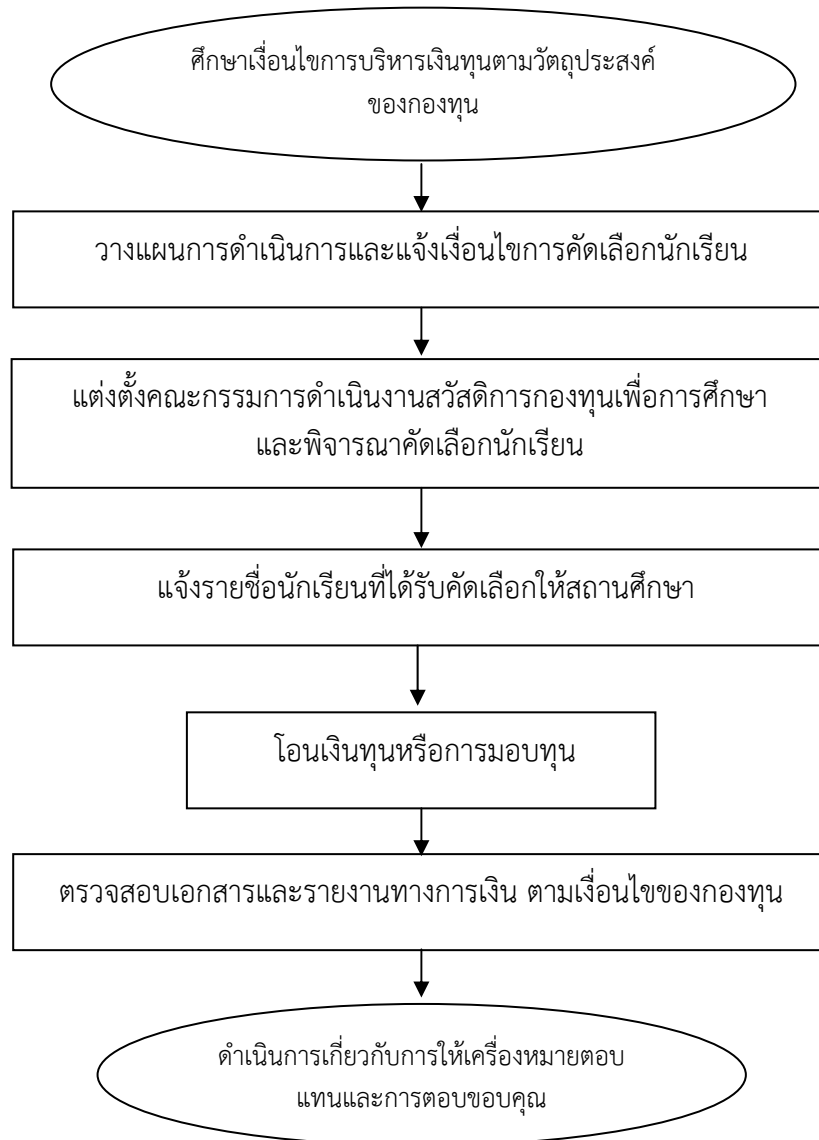 ศึกษาเงื่อนไขการบริหารเงินทุนตามวัตถุประสงค์
ของกองทุน
วางแผนการดำเนินการและแจ้งเงื่อนไขการคัดเลือกนักเรียน
แต่งตั้งคณะกรรมการดำเนินงานสวัสดิการกองทุนเพื่อการศึกษา
และพิจารณาคัดเลือกนักเรียน
แจ้งรายชื่อนักเรียนที่ได้รับคัดเลือกให้สถานศึกษา
โอนเงินทุนหรือการมอบทุน
ตรวจสอบเอกสารและรายงานทางการเงิน ตามเงื่อนไขของกองทุน
ดำเนินการเกี่ยวกับการให้เครื่องหมายตอบ
แทนและการตอบขอบคุณ